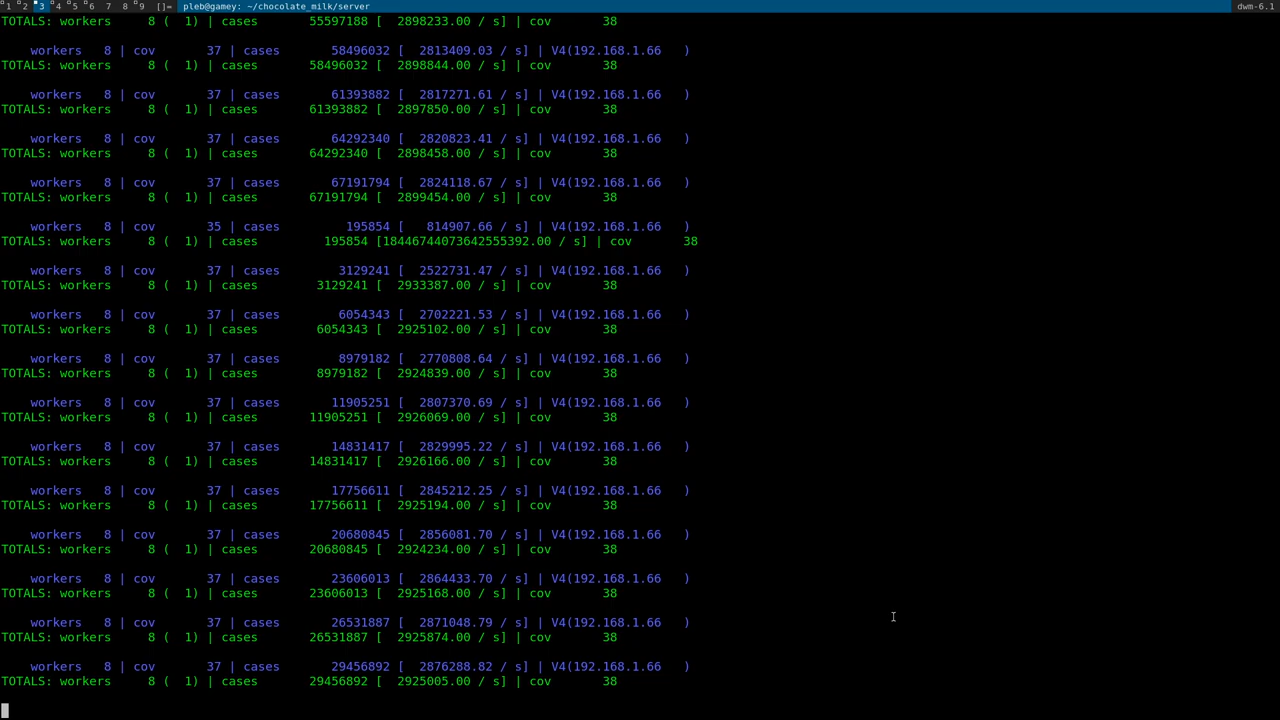 1 2 3 4 5 6 7 8 9 []= pleb@gamey: ~/chocolate_milk/server dwm-6.1
TOTALS: workers 8 ( 1) | cases 55597188 [ 2898233.00 / s] | cov 38
workers 8 | cov 37 | cases 58496032 [ 2813409.03 / s] | V4(192.168.1.66 )
TOTALS: workers 8 ( 1) | cases 58496032 [ 2898844.00 / s] | cov 38
workers 8 | cov 37 | cases 61393882 [ 2817271.61 / s] | V4(192.168.1.66 )
TOTALS: workers 8 ( 1) | cases 61393882 [ 2897850.00 / s] | cov 38
workers 8 | cov 37 | cases 64292340 [ 2820823.41 / s] | V4(192.168.1.66 )
TOTALS: workers 8 ( 1) | cases 64292340 [ 2898458.00 / s] | cov 38
workers 8 | cov 37 | cases 67191794 [ 2824118.67 / s] | V4(192.168.1.66 )
TOTALS: workers 8 ( 1) | cases 67191794 [ 2899454.00 / s] | cov 38
workers 8 | cov 35 | cases 195854 [ 814907.66 / s] | V4(192.168.1.66 )
TOTALS: workers 8 ( 1) | cases 195854 [18446744073642555392.00 / s] | cov 38
workers 8 | cov 37 | cases 3129241 [ 2522731.47 / s] | V4(192.168.1.66 )
TOTALS: workers 8 ( 1) | cases 3129241 [ 2933387.00 / s] | cov 38
workers 8 | cov 37 | cases 6054343 [ 2702221.53 / s] | V4(192.168.1.66 )
TOTALS: workers 8 ( 1) | cases 6054343 [ 2925102.00 / s] | cov 38
workers 8 | cov 37 | cases 8979182 [ 2770808.64 / s] | V4(192.168.1.66 )
TOTALS: workers 8 ( 1) | cases 8979182 [ 2924839.00 / s] | cov 38
workers 8 | cov 37 | cases 11905251 [ 2807370.69 / s] | V4(192.168.1.66 )
TOTALS: workers 8 ( 1) | cases 11905251 [ 2926069.00 / s] | cov 38
workers 8 | cov 37 | cases 14831417 [ 2829995.22 / s] | V4(192.168.1.66 )
TOTALS: workers 8 ( 1) | cases 14831417 [ 2926166.00 / s] | cov 38
workers 8 | cov 37 | cases 17756611 [ 2845212.25 / s] | V4(192.168.1.66 )
TOTALS: workers 8 ( 1) | cases 17756611 [ 2925194.00 / s] | cov 38
workers 8 | cov 37 | cases 20680845 [ 2856081.70 / s] | V4(192.168.1.66 )
TOTALS: workers 8 ( 1) | cases 20680845 [ 2924234.00 / s] | cov 38
workers 8 | cov 37 | cases 23606013 [ 2864433.70 / s] | V4(192.168.1.66 )
TOTALS: workers 8 ( 1) | cases 23606013 [ 2925168.00 / s] | cov 38
workers 8 | cov 37 | cases 26531887 [ 2871048.79 / s] | V4(192.168.1.66 )
TOTALS: workers 8 ( 1) | cases 26531887 [ 2925874.00 / s] | cov 38
workers 8 | cov 37 | cases 29456892 [ 2876288.82 / s] | V4(192.168.1.66 )
TOTALS: workers 8 ( 1) | cases 29456892 [ 2925005.00 / s] | cov 38